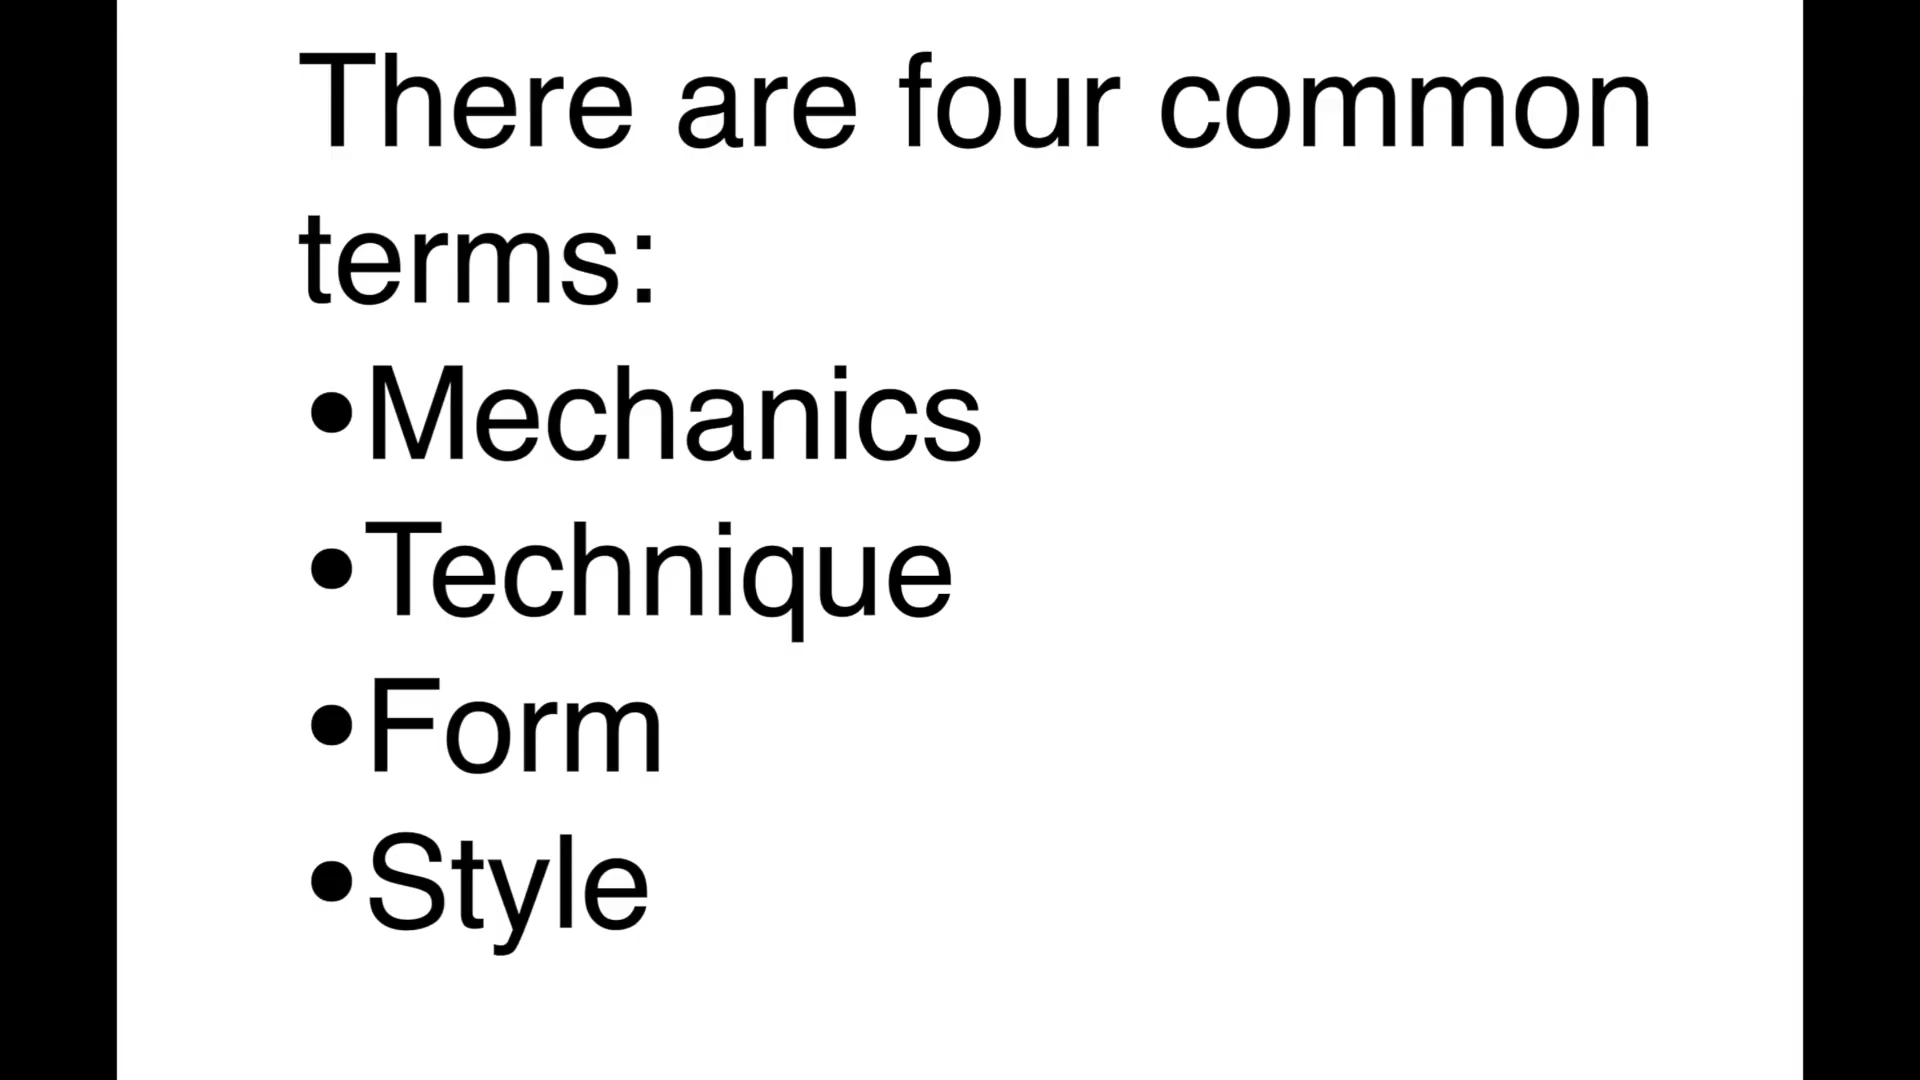 There are four common
terms:
•Mechanics
•Technique
•Form
•Style